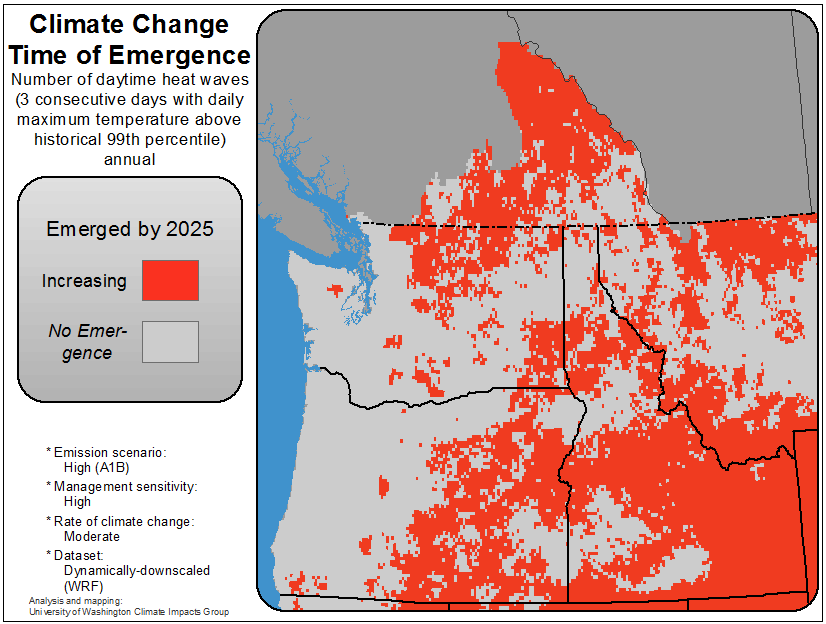 Climate Change
Time of Emergence
Number of daytime heat waves
(3 consecutive days with daily
maximum temperature above
historical 99th percentile)
annual
Emerged by 2025
Increasing
No Emer-
gence
* Emission scenario:
High (A1B)
* Management sensitivity:
High
* Rate of climate change:
Moderate
* Dataset:
Dynamically-downscaled
(WRF)
Analysis and mapping:
University of Washington Climate Impacts Group